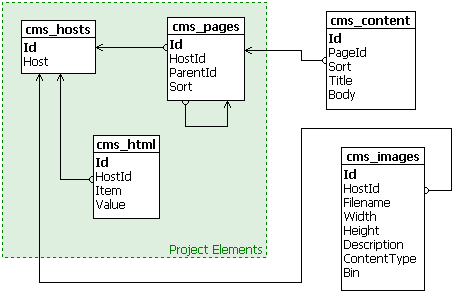 cms_hosts
Id
Host
cms_pages
Id
HostId
ParentId
Sort
cms_content
Id
PageId
Sort
Title
Body
cms_html
Id
HostId
Item
Value
cms_images
Id
HostId
Filename
Width
Height
Description
ContentType
Bin
Project Elements